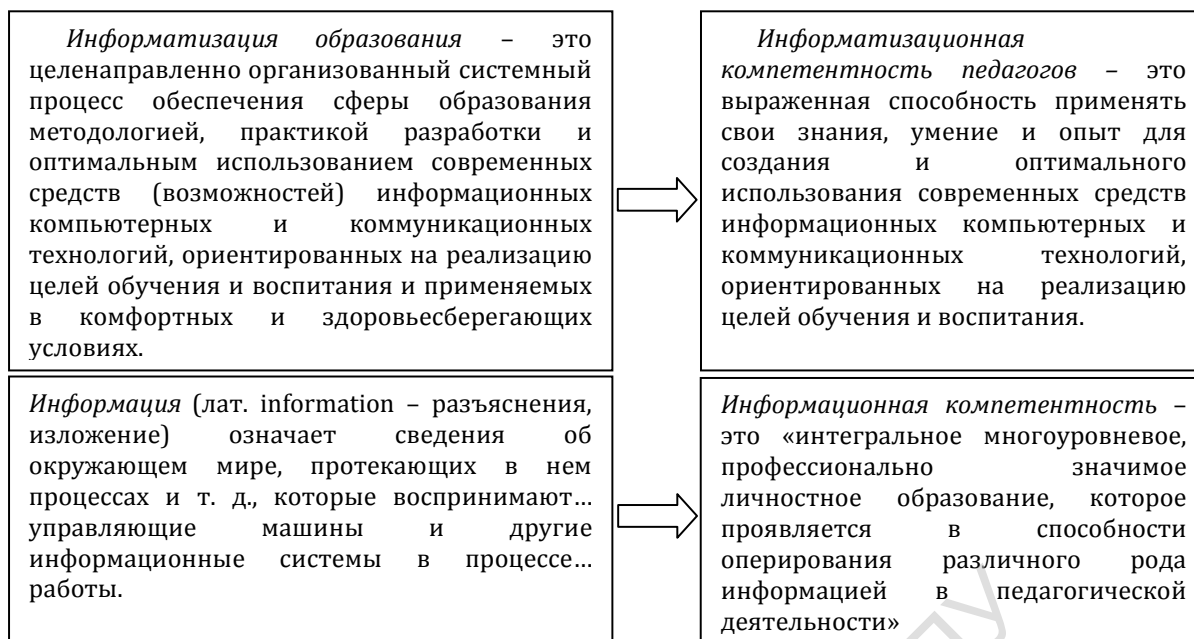 Информатизация образования – это
целенаправленно организованный системный
процесс обеспечения сферы образования
методологией, практикой разработки и
оптимальным использованием современных
средств (возможностей) информационных
компьютерных и коммуникационных
технологий, ориентированных на реализацию
целей обучения и воспитания и применяемых
в комфортных и здоровьесберегающих
условиях.
Информатизационная
компетентность педагогов – это
выраженная способность применять
свои знания, умение и опыт для
создания и оптимального
использования современных средств
информационных компьютерных и
коммуникационных технологий,
ориентированных на реализацию
целей обучения и воспитания.
Информация (лат. information – разъяснения,
изложение) означает сведения об
окружающем мире, протекающих в нем
процессах и т. д., которые воспринимают…
управляющие машины и другие
информационные системы в процессе…
работы.
Информационная компетентность –
это «интегральное многоуровневое,
профессионально значимое
личностное образование, которое
проявляется в способности
оперирования различного рода
информацией в педагогической
деятельности»